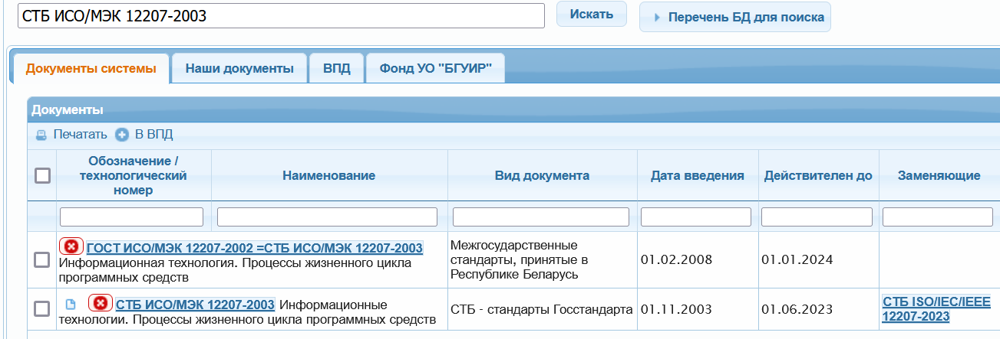 СТБ ИСО/МЭК 12207-2003
Искать
Перечень БД для поиска
Документы системы
Наши документы
ВПД
Фонд УО "БГУИР"
Документы
Печатать
В ВПД
Обозначение /
технологический
номер
Наименование
Вид документа
Дата введения
Действителен до
Заменяющие
ГОСТ ИСО/МЭК 12207-2002 =СТБ ИСО/МЭК 12207-2003
Информационная технология. Процессы жизненного цикла
программных средств
Межгосударственные
стандарты, принятые в
Республике Беларусь
01.02.2008
01.01.2024
СТБ ИСО/МЭК 12207-2003 Информационные
технологии. Процессы жизненного цикла программных средств
СТБ - стандарты Госстандарта
01.11.2003
01.06.2023
СТБ ISO/IEC/IEEE
12207-2023